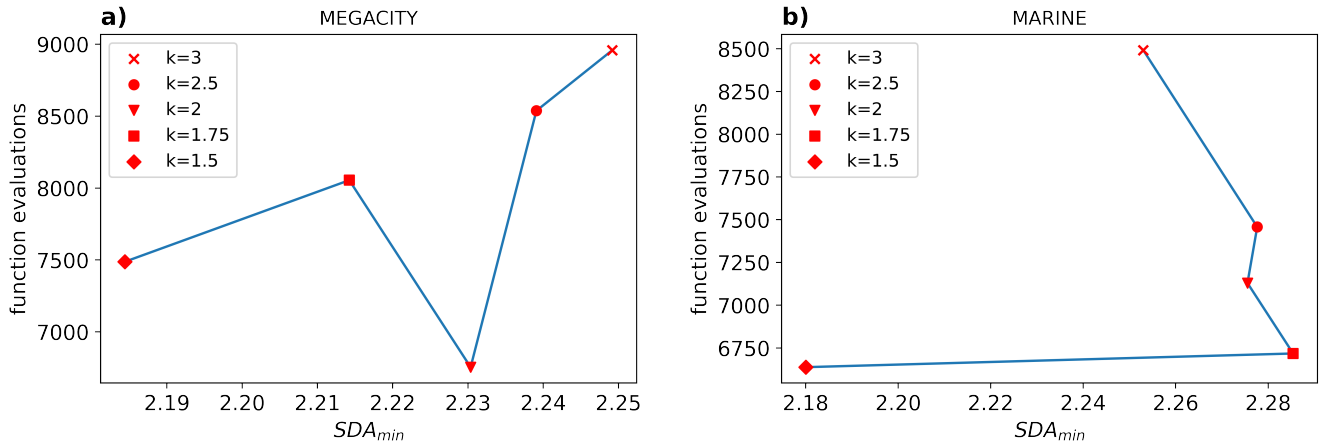 a)
MEGACITY
9000
8500
8000
7500
7000
function evaluations
k=3
k=2.5
k=2
k=1.75
k=1.5
2.19 2.20 2.21 2.22 2.23 2.24 2.25
SDA_min
b)
MARINE
8500
8250
8000
7750
7500
7250
7000
6750
function evaluations
k=3
k=2.5
k=2
k=1.75
k=1.5
2.18 2.20 2.22 2.24 2.26 2.28
SDA_min